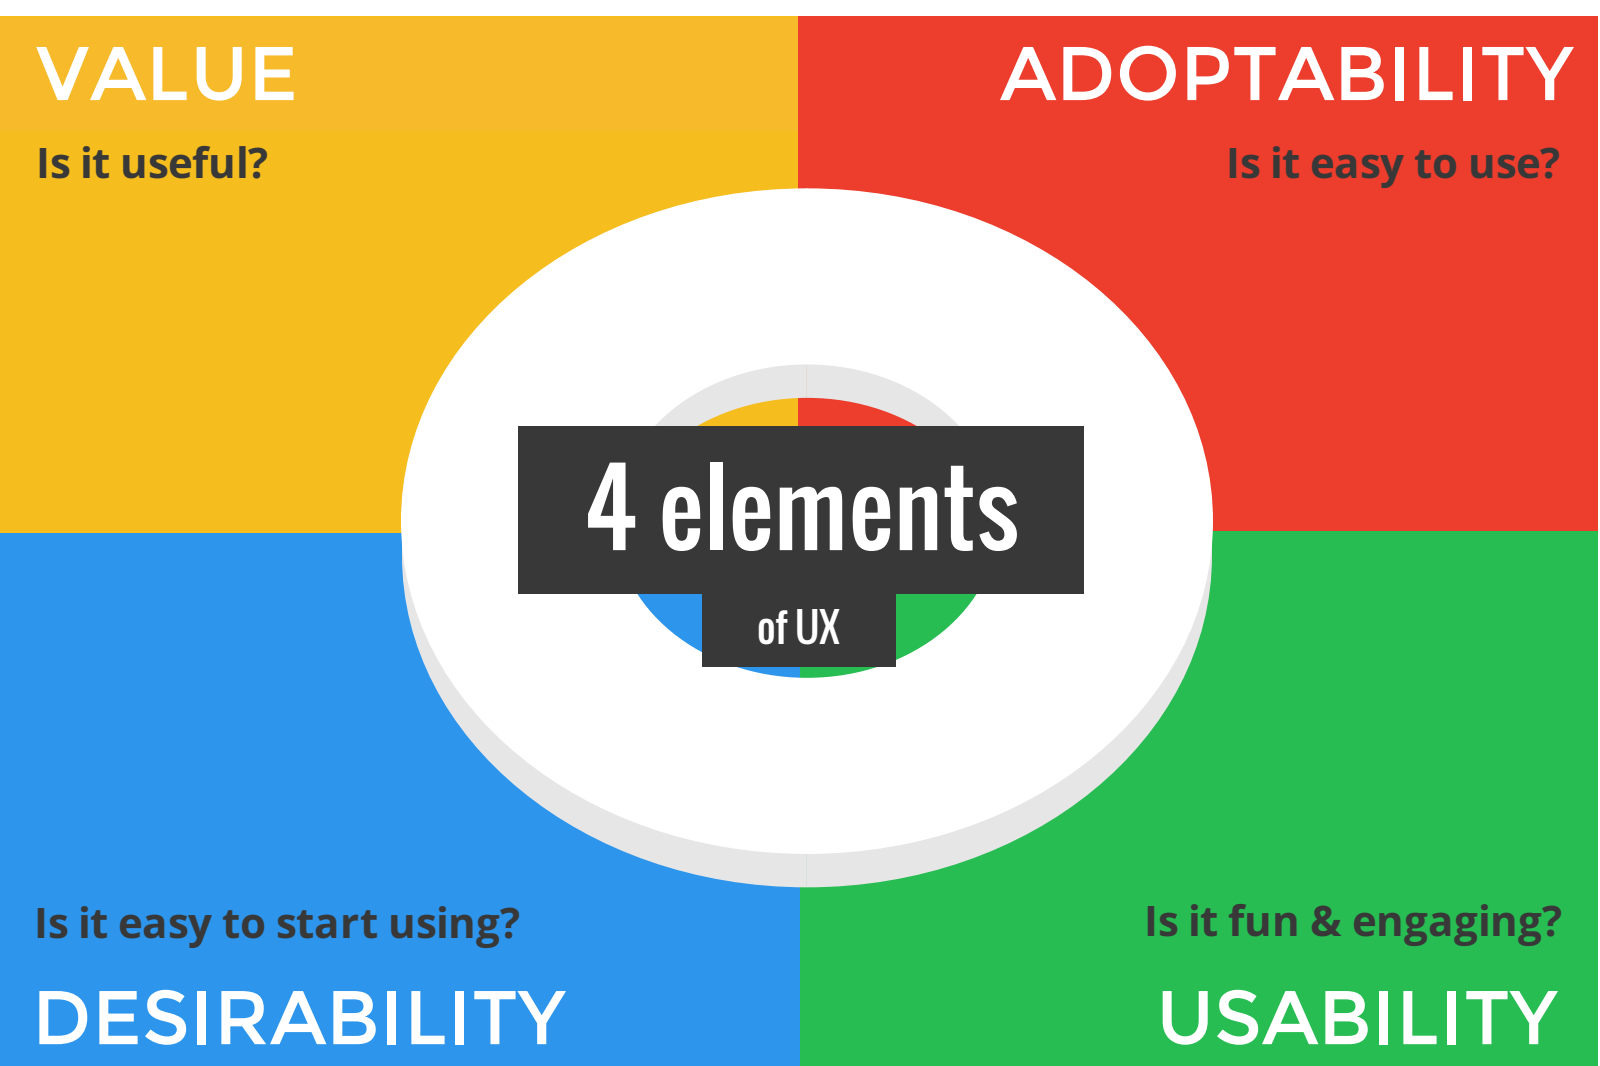 VALUE
Is it useful?
ADOPTABILITY
Is it easy to use?
4 elements
of UX
Is it easy to start using?
DESIRABILITY
Is it fun & engaging?
USABILITY